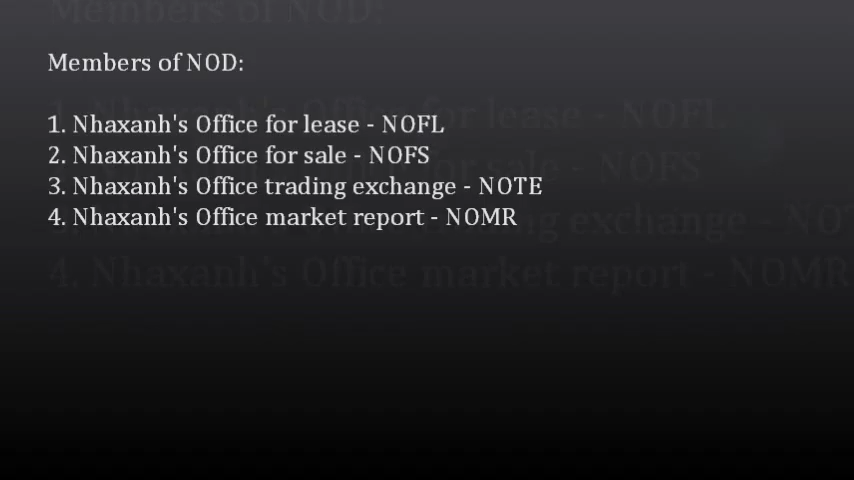 Members of NOD:
1. Nhaxanh's Office for lease - NOFL
2. Nhaxanh's Office for sale - NOFS
3. Nhaxanh's Office trading exchange - NOTE
4. Nhaxanh's Office market report - NOMR